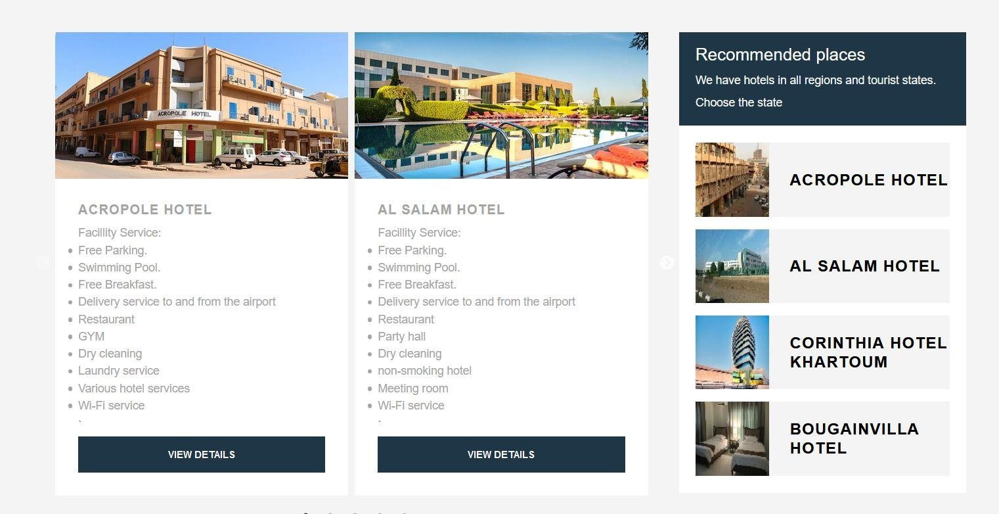 ACROPOLE HOTEL
ACROPOLE HOTEL
Facillity Service:
Free Parking.
Swimming Pool.
Free Breakfast.
Delivery service to and from the airport
Restaurant
GYM
Dry cleaning
Laundry service
Various hotel services
Wi-Fi service
`
VIEW DETAILS
AL SALAM HOTEL
Facillity Service:
Free Parking.
Swimming Pool.
Free Breakfast.
Delivery service to and from the airport
Restaurant
Party hall
Dry cleaning
non-smoking hotel
Meeting room
Wi-Fi service
`
VIEW DETAILS
Recommended places
We have hotels in all regions and tourist states.
Choose the state
ACROPOLE HOTEL
AL SALAM HOTEL
CORINTHIA HOTEL
KHARTOUM
BOUGAINVILLA
HOTEL